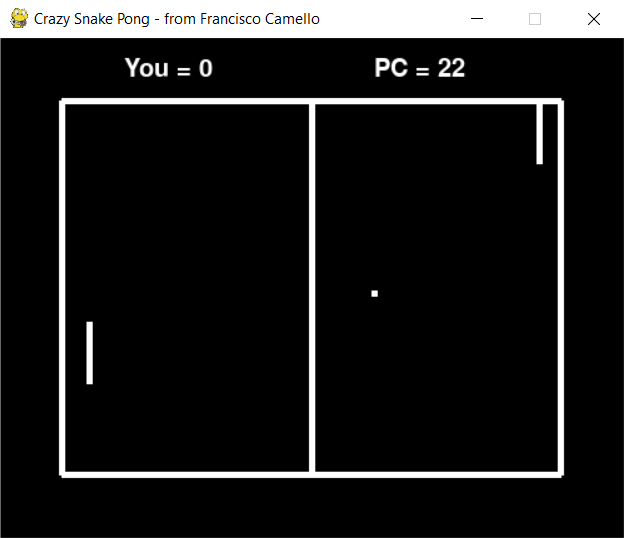 Crazy Snake Pong - from Francisco Camello
You = 0 PC = 22